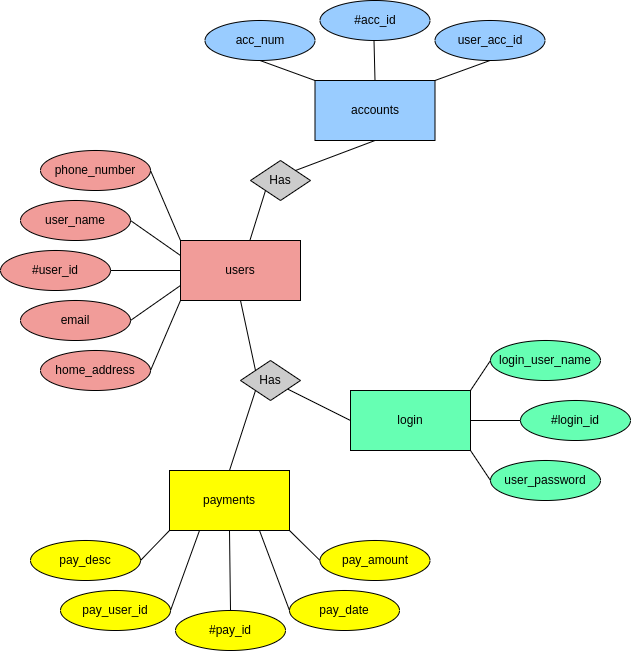 #acc_id
acc_num
user_acc_id
accounts
phone_number
Has
user_name
#user_id
users
email
home_address
Has
login_user_name
login
#login_id
user_password
payments
pay_desc
pay_amount
pay_user_id
pay_date
#pay_id